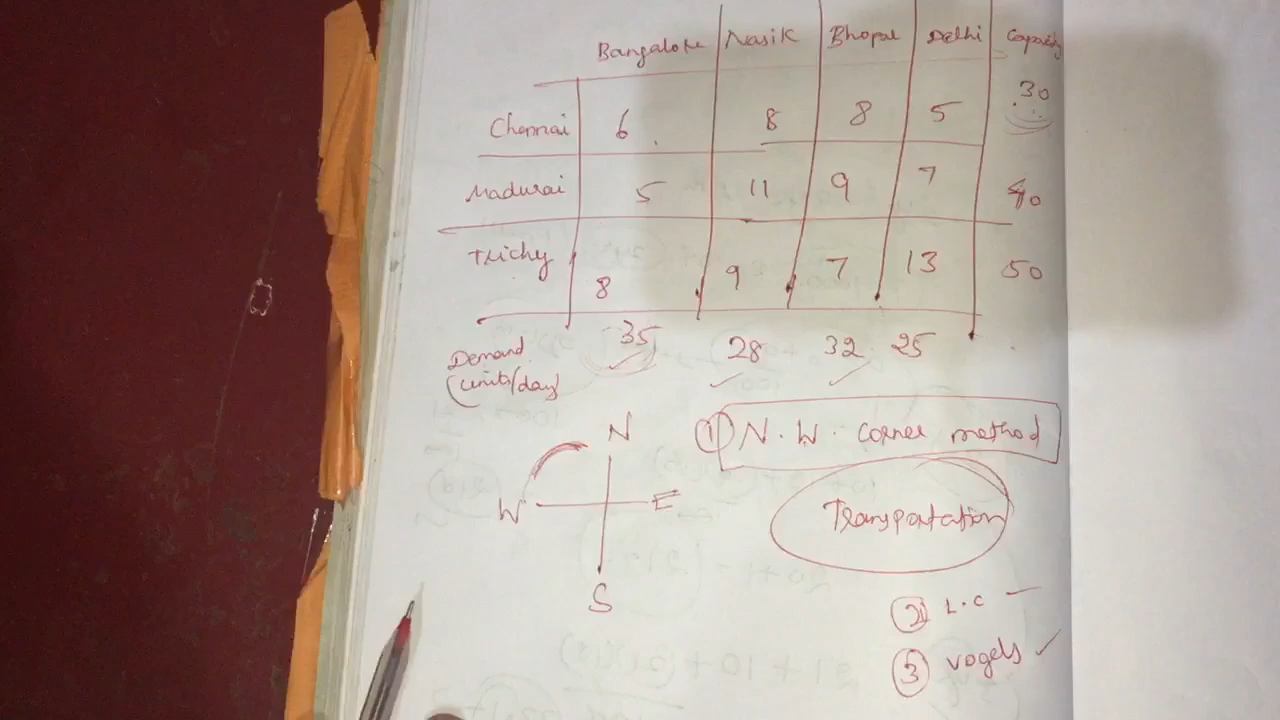 Bangalore Nasik Bhopal Delhi Capacity
Chennai 6 8 8 5 30
Madurai 5 11 9 7 40
Trichy 8 9 7 13 50
Demand 35 28 32 25
(units/day)
N
W E
S
① N.W. corner method
Transportation
② L.C
③ Vogels